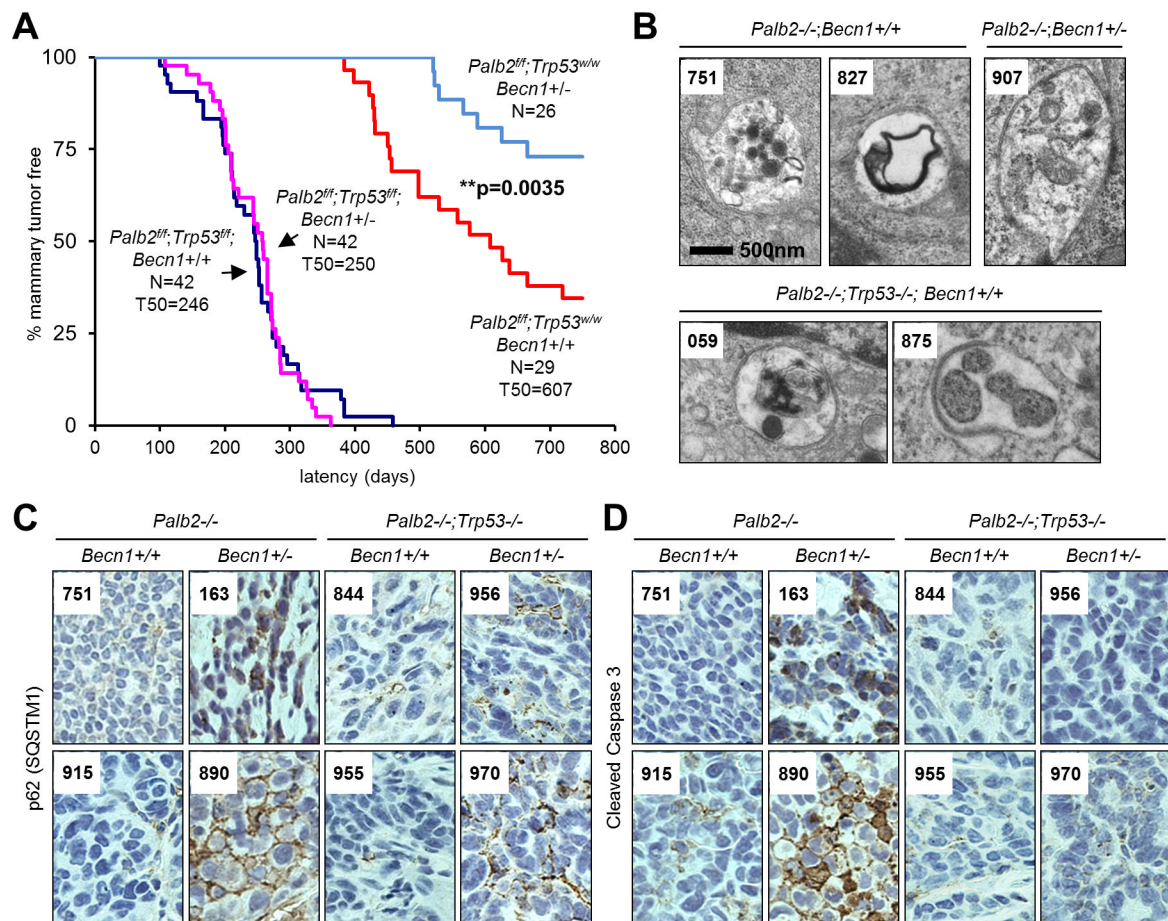 A
% mammary tumor free
100
75
50
25
0
0 100 200 300 400 500 600 700 800
latency (days)
Palb2f/f;Trp53w/w
Becn1+/-
N=26
**p=0.0035
Palb2f/f;Trp53f/f;
Becn1+/-
N=42
T50=250
Palb2f/f;Trp53f/f;
Becn1+/+
N=42
T50=246
Palb2f/f;Trp53w/w
Becn1+/+
N=29
T50=607
B
Palb2-/-;Becn1+/+ Palb2-/-;Becn1+/-
751 827 907
500nm
Palb2-/-;Trp53-/-; Becn1+/+
059 875
C
Palb2-/- Palb2-/-;Trp53-/-
Becn1+/+ Becn1+/- Becn1+/+ Becn1+/-
p62 (SQSTM1)
751 163 844 956
915 890 955 970
D
Palb2-/- Palb2-/-;Trp53-/-
Becn1+/+ Becn1+/- Becn1+/+ Becn1+/-
Cleaved Caspase 3
751 163 844 956
915 890 955 970